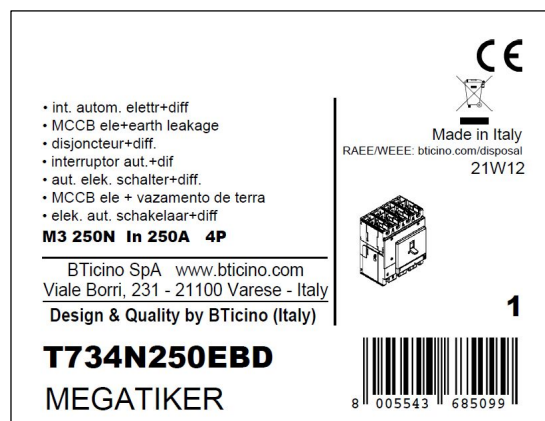 CE
• int. autom. elettr+diff
• MCCB ele+earth leakage
• disjoncteur+diff.
• interruptor aut.+dif
• aut. elek. schalter+diff.
• MCCB ele + vazamento de terra
• elek. aut. schakelaar+diff
M3 250N In 250A 4P
Made in Italy
RAEE/WEEE: bticino.com/disposal
21W12
BTicino SpA www.bticino.com
Viale Borri, 231 - 21100 Varese - Italy
Design & Quality by BTicino (Italy)
1
T734N250EBD
MEGATIKER
8 005543 685099